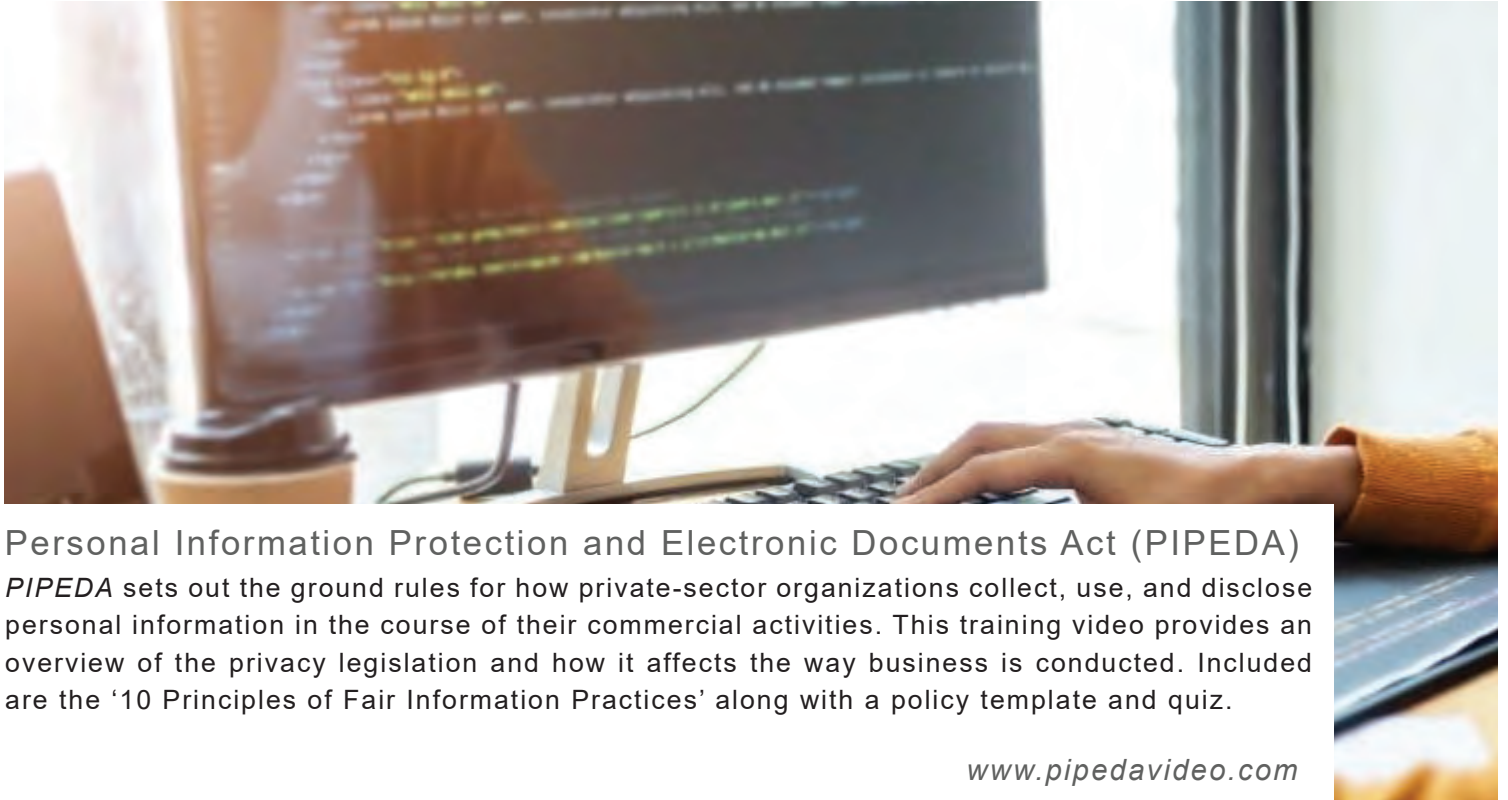 Personal Information Protection and Electronic Documents Act (PIPEDA)
PIPEDA sets out the ground rules for how private-sector organizations collect, use, and disclose
personal information in the course of their commercial activities. This training video provides an
overview of the privacy legislation and how it affects the way business is conducted. Included
are the ‘10 Principles of Fair Information Practices’ along with a policy template and quiz.
www.pipedavideo.com